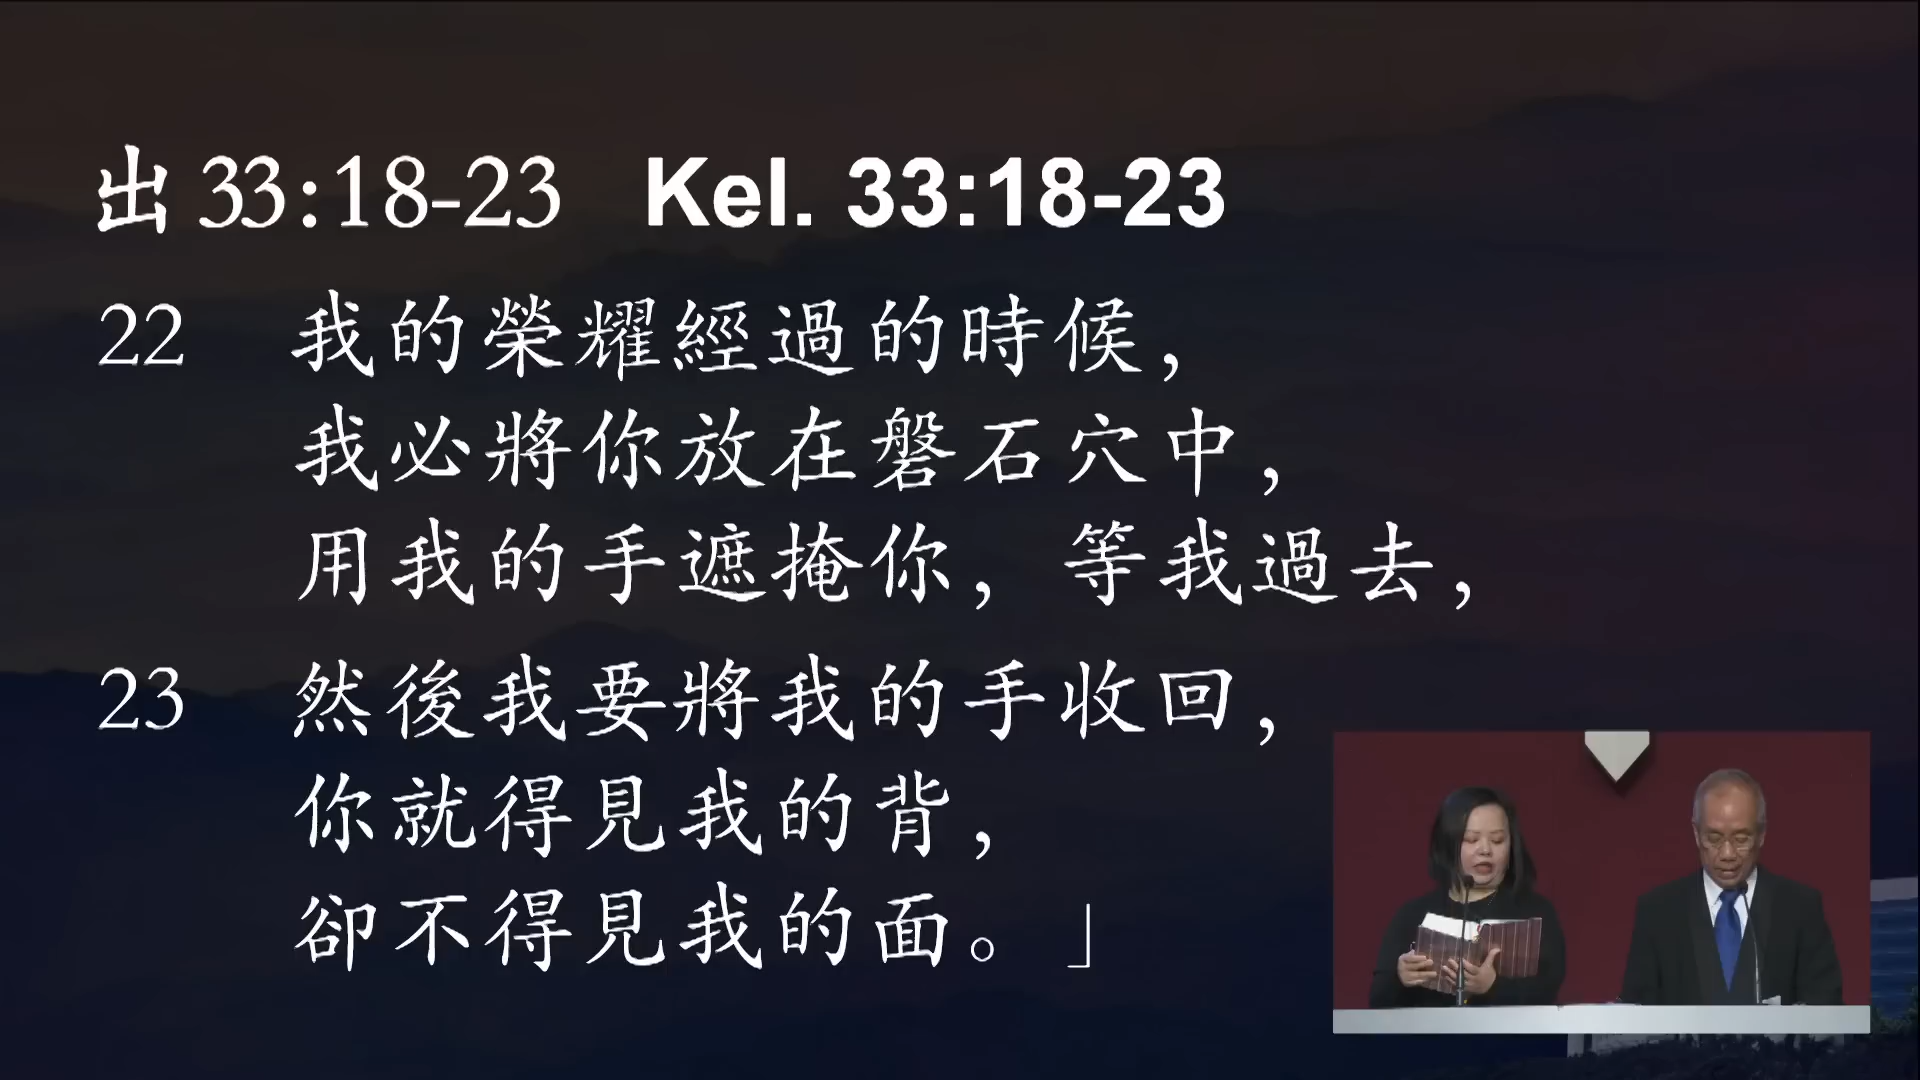 出 33:18-23 Kel. 33:18-23
22 我的榮耀經過的時候，
我必將你放在磐石穴中，
用我的手遮掩你，等我過去，
23 然後我要將我的手收回，
你就得見我的背，
卻不得見我的面。」